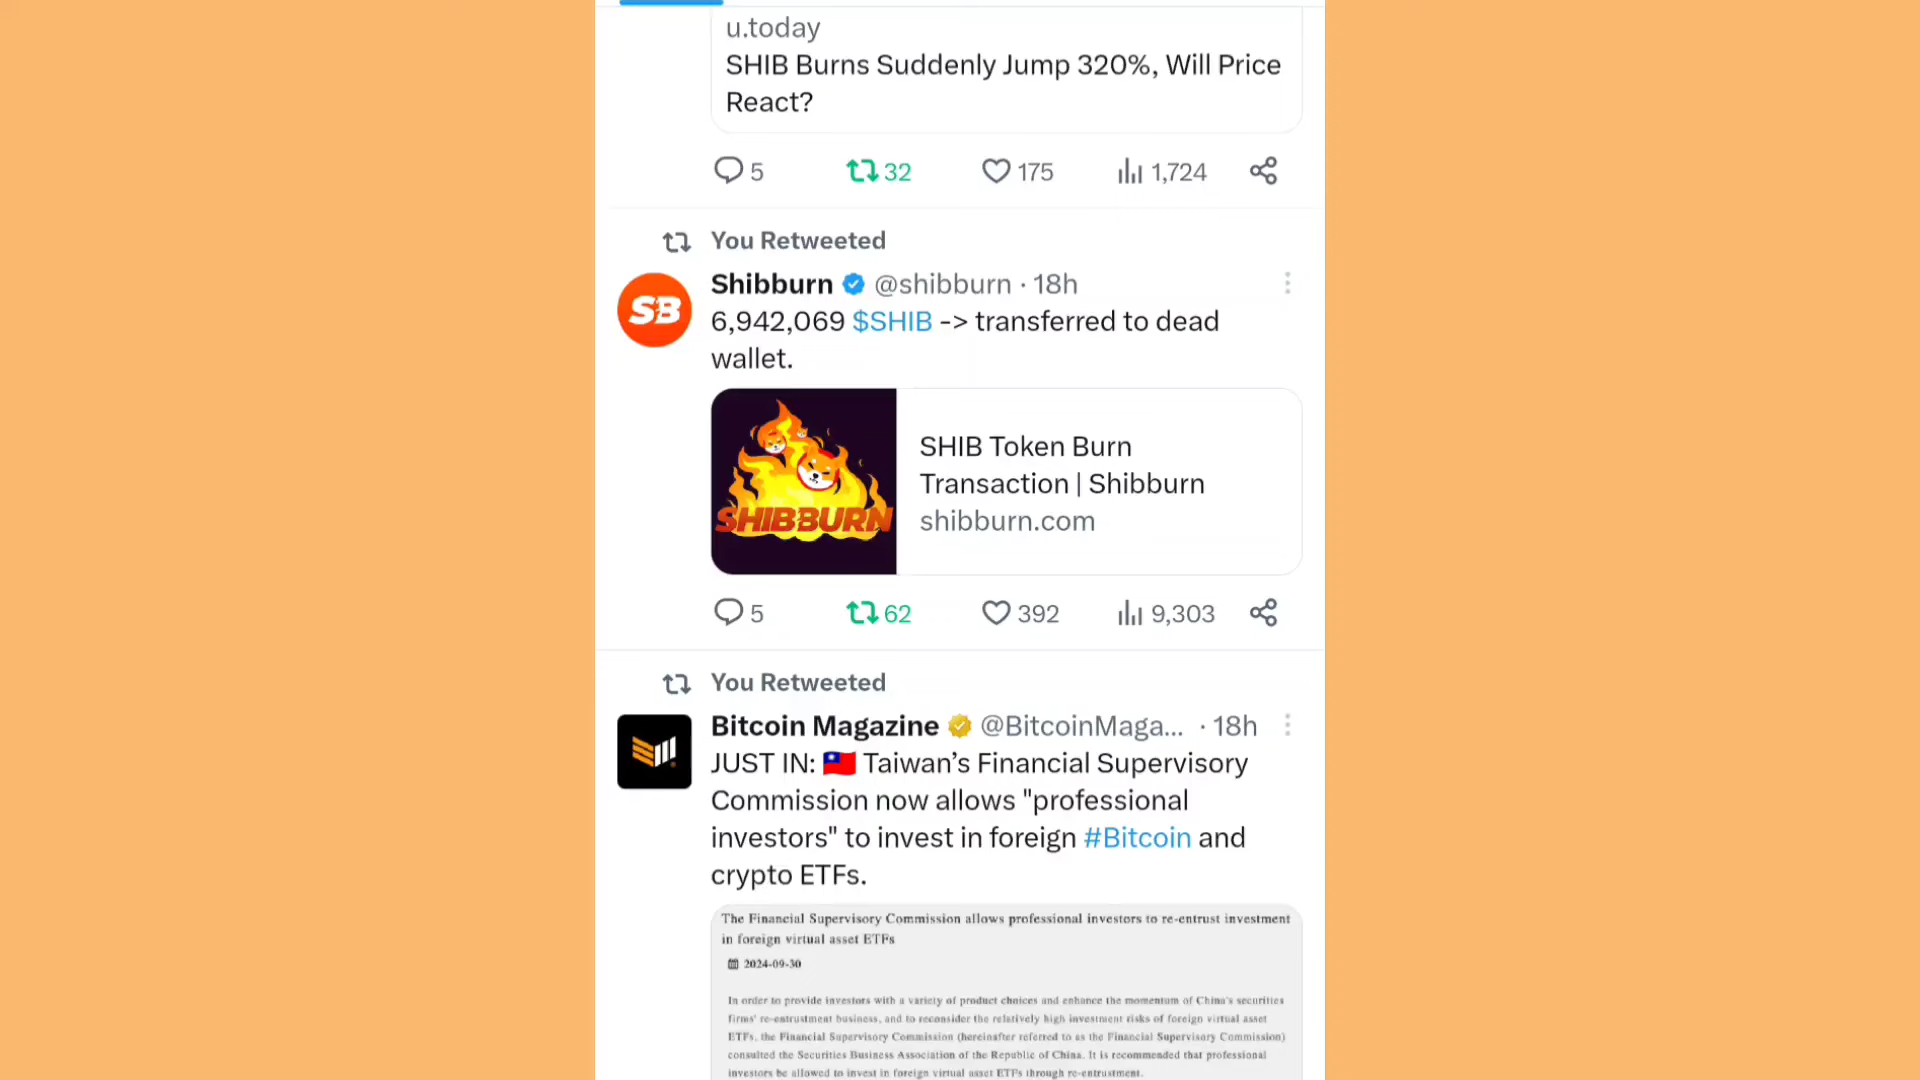 u.today
SHIB Burns Suddenly Jump 320%, Will Price
React?
5 32 175 1,724
You Retweeted
Shibburn @shibburn · 18h
SB
6,942,069 $SHIB -> transferred to dead
wallet.
SHIBBURN
SHIB Token Burn
Transaction | Shibburn
shibburn.com
5 62 392 9,303
You Retweeted
Bitcoin Magazine @BitcoinMaga... · 18h
JUST IN: 🇹🇼 Taiwan’s Financial Supervisory
Commission now allows "professional
investors" to invest in foreign #Bitcoin and
crypto ETFs.
The Financial Supervisory Commission allows professional investors to re-entrust investment
in foreign virtual asset ETFs
2024-09-30
In order to provide investors with a variety of product choices and enhance the momentum of China's securities
firms' re-entrustment business, and to reconsider the relatively high investment risks of foreign virtual asset
ETFs, the Financial Supervisory Commission (hereinafter referred to as the Financial Supervisory Commission)
consulted the Securities Business Association of the Republic of China. It is recommended that professional
investors be allowed to invest in foreign virtual asset ETFs through re-entrustment.